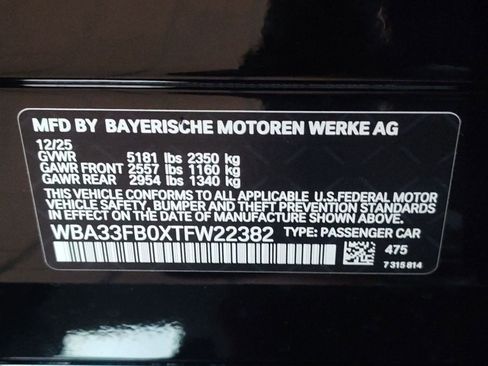 MFD BY BAYERISCHE MOTOREN WERKE AG
12/25
GVWR 5181 lbs 2350 kg
GAWR FRONT 2557 lbs 1160 kg
GAWR REAR 2954 lbs 1340 kg
THIS VEHICLE CONFORMS TO ALL APPLICABLE U.S.FEDERAL MOTOR
VEHICLE SAFETY, BUMPER, AND THEFT PREVENTION STANDARDS
IN EFFECT ON THE DATE OF MANUFACTURE SHOWN ABOVE.
WBA33FB0XTFW22382 TYPE: PASSENGER CAR
475
7 315 814